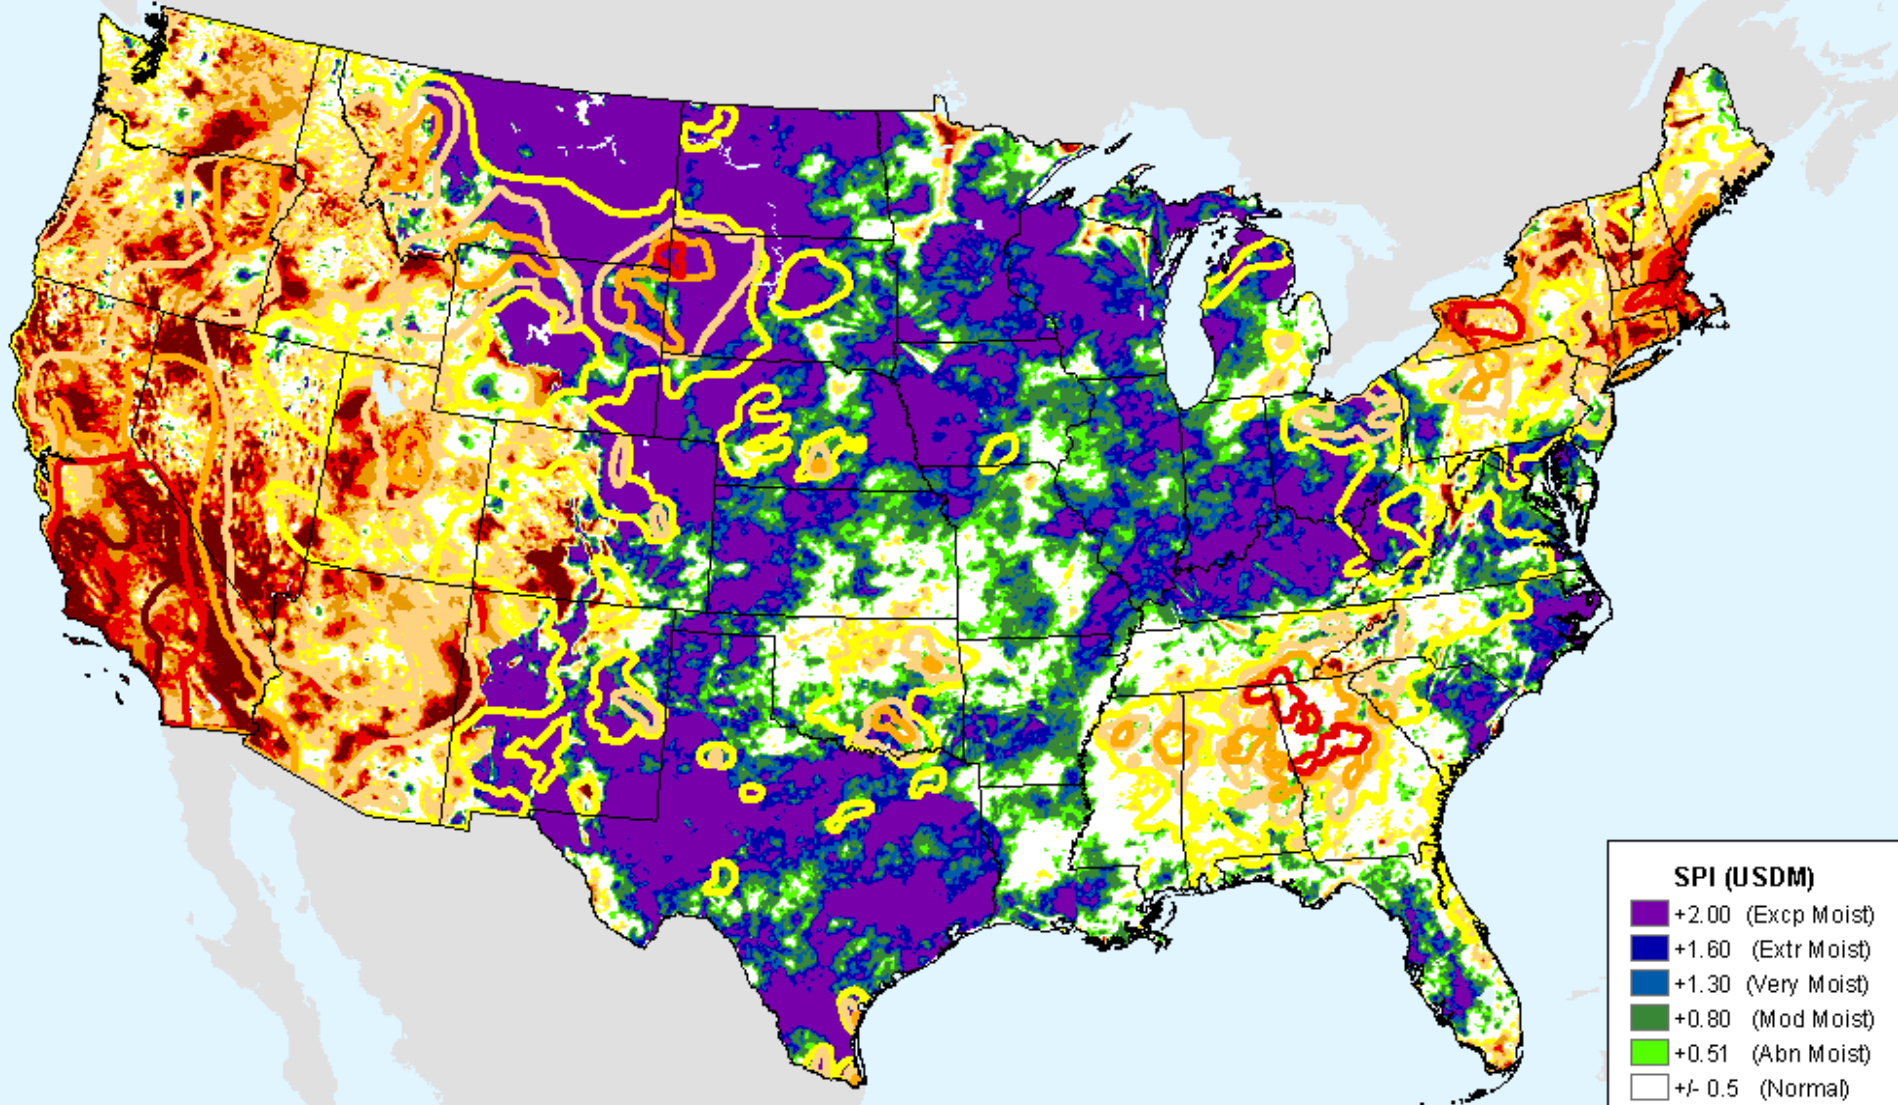 SPI (USDM)
+2.00 (Excp Moist)
+1.60 (Extr Moist)
+1.30 (Very Moist)
+0.80 (Mod Moist)
+0.51 (Abn Moist)
+/- 0.5 (Normal)